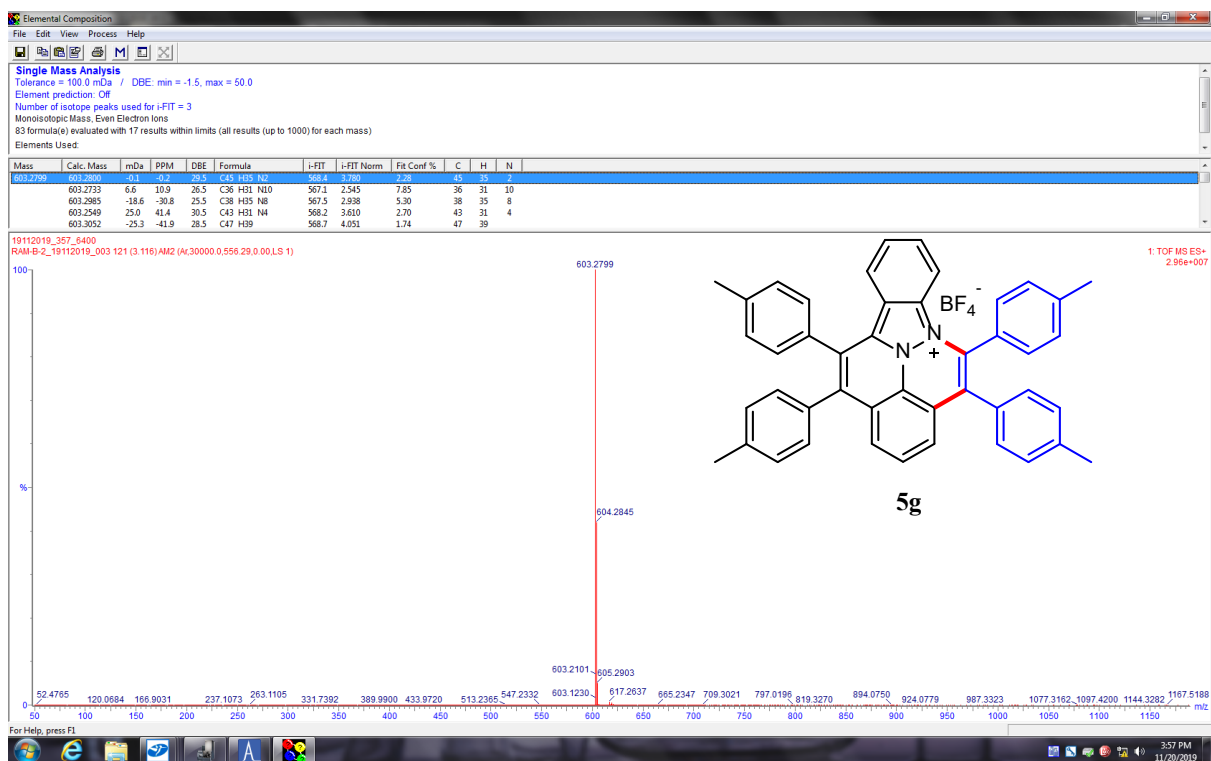 Elemental Composition
File Edit View Process Help
Single Mass Analysis
Tolerance = 100.0 mDa / DBE: min = -1.5, max = 50.0
Element prediction: Off
Number of isotope peaks used for i-FIT = 3
Monoisotopic Mass, Even Electron Ions
83 formula(e) evaluated with 17 results within limits (all results (up to 1000) for each mass)
Elements Used:
Mass Calc. Mass mDa PPM DBE Formula i-FIT i-FIT Norm Fit Conf % C H N
603.2799 603.2800 -0.1 -0.2 29.5 C45 H35 N2 568.4 3.780 2.28 45 35 2
603.2733 6.6 10.9 26.5 C36 H31 N10 567.1 2.545 7.85 36 31 10
603.2985 -18.6 -30.8 25.5 C38 H35 N8 567.5 2.938 5.30 38 35 8
603.2549 25.0 41.4 30.5 C43 H31 N4 568.2 3.610 2.70 43 31 4
603.3052 -25.3 -41.9 28.5 C47 H39 568.7 4.051 1.74 47 39
19112019_357_6400
RAM-B-2_19112019_003 121 (3.116) AM2 (Ar,30000.0,556.29,0.00,LS 1)
1: TOF MS ES+
2.96e+007
100
603.2799
BF4-
N
N
+
5g
%
604.2845
603.2101
605.2903
52.4765 120.0684 166.9031 237.1073 263.1105 331.7392 389.9900 433.9720 513.2365 547.2332 603.1230 617.2637 665.2347 709.3021 797.0196 819.3270 894.0750 924.0779 987.3323 1077.3162 1097.4200 1144.3282 1167.5188
0
m/z
50 100 150 200 250 300 350 400 450 500 550 600 650 700 750 800 850 900 950 1000 1050 1100 1150
For Help, press F1
3:57 PM
11/20/2019